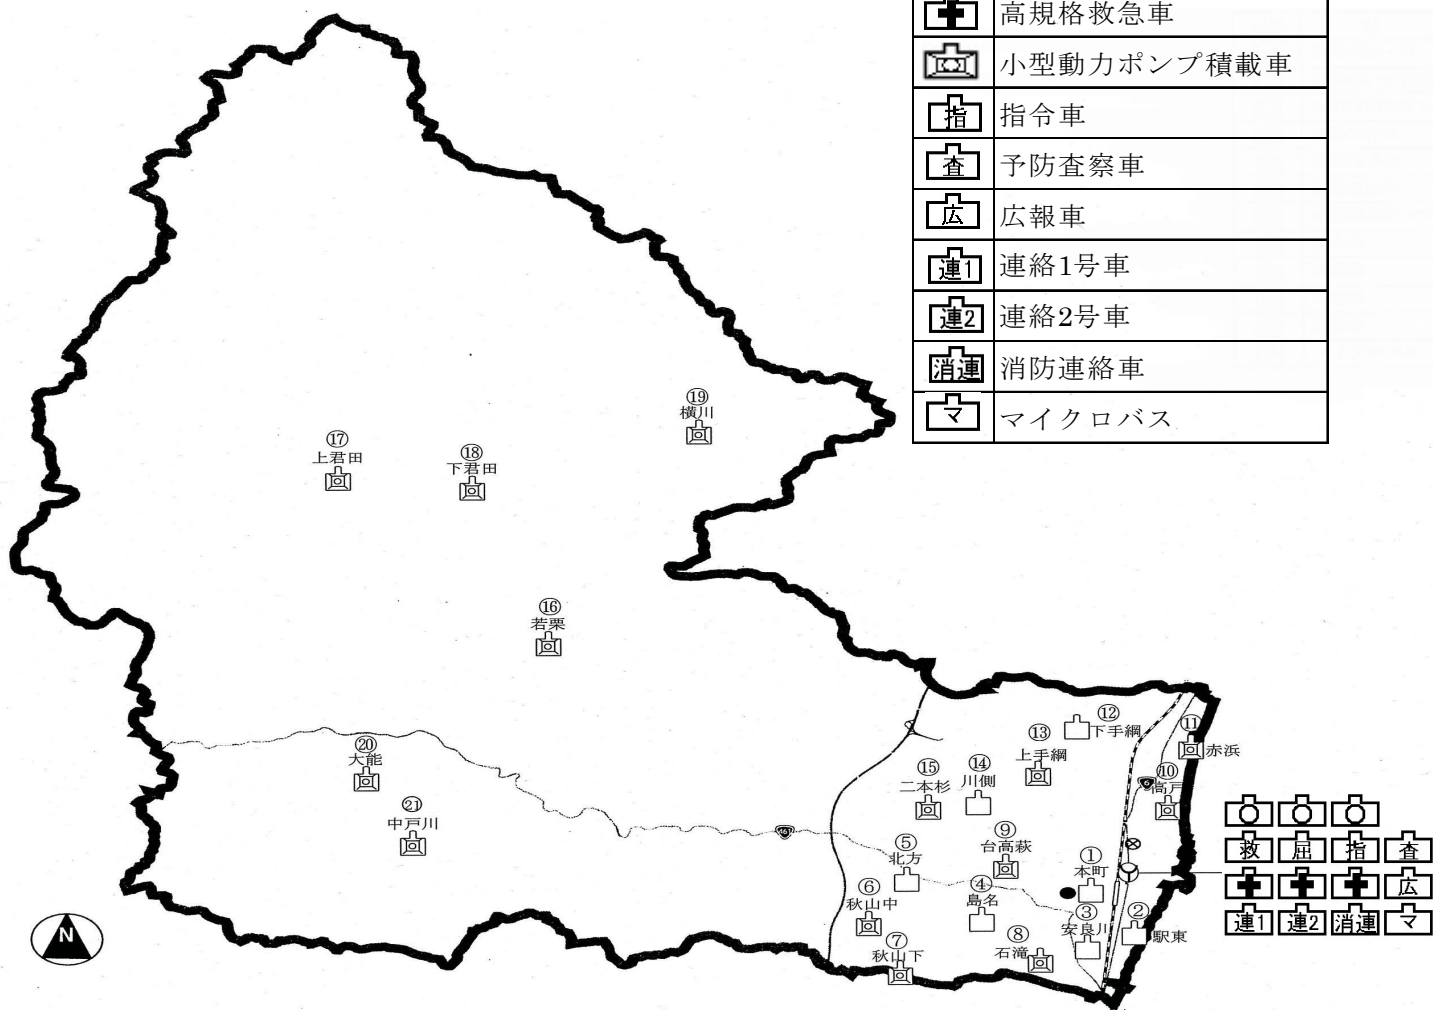 高規格救急車
小型動力ポンプ積載車
指 指令車
査 予防査察車
広 広報車
連1 連絡1号車
連2 連絡2号車
消連 消防連絡車
マ マイクロバス
⑲
横川
⑰
上君田
⑱
下君田
⑯
若栗
⑳
大能
㉑
中戸川
461
⑫
下手綱
⑪
赤浜
⑬
上手綱
⑭
川側
⑮
二本杉
⑩
高戸
6
⑨
台高萩
⑤
北方
①
本町
④
島名
⑥
秋山中
③
安良川
②
駅東
⑦
秋山下
⑧
石滝
救 屈 指 査
広
連1 連2 消連 マ
N